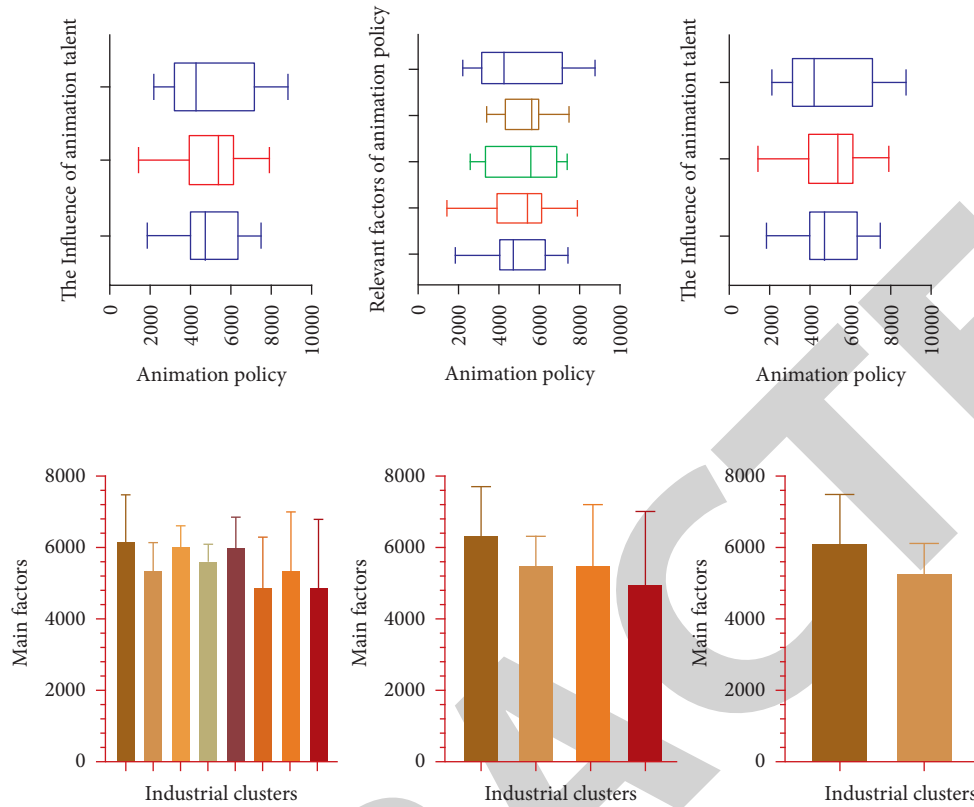 The Influence of animation talent
0
2000
4000
6000
8000
10000
Animation policy
Relevant factors of animation policy
0
2000
4000
6000
8000
10000
Animation policy
The Influence of animation talent
0
2000
4000
6000
8000
10000
Animation policy
Main factors
8000
6000
4000
2000
0
Industrial clusters
Main factors
8000
6000
4000
2000
0
Industrial clusters
Main factors
8000
6000
4000
2000
0
Industrial clusters